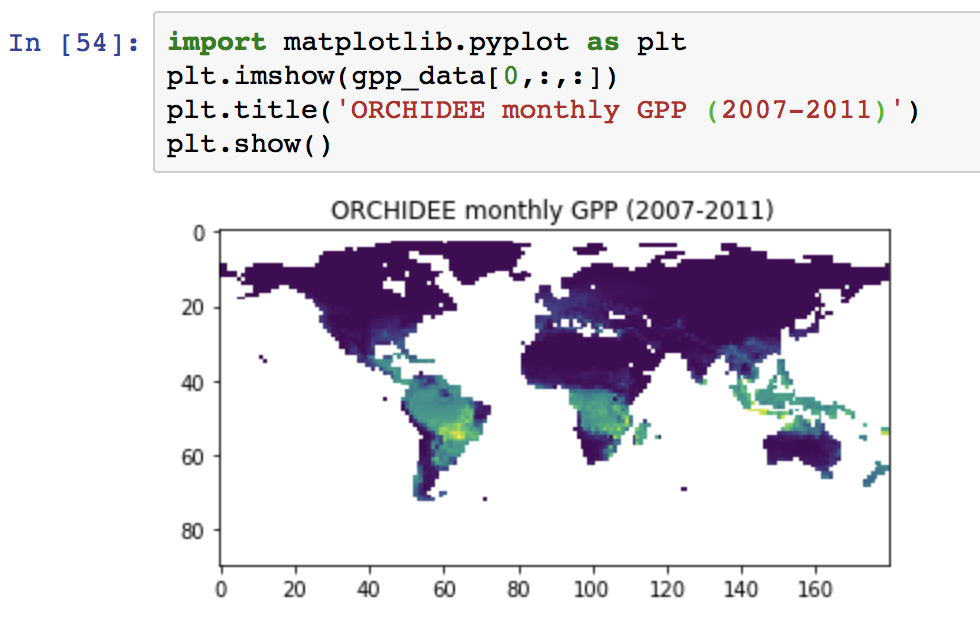 In [54]: import matplotlib.pyplot as plt
plt.imshow(gpp_data[0,:,:])
plt.title('ORCHIDEE monthly GPP (2007-2011)')
plt.show()
ORCHIDEE monthly GPP (2007-2011)
0
20
40
60
80
0 20 40 60 80 100 120 140 160